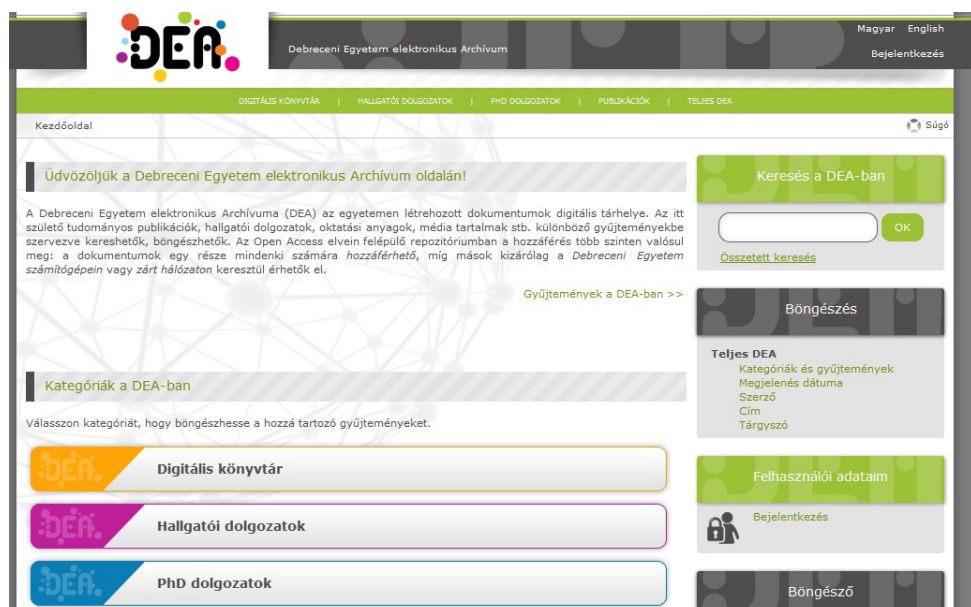 DEA
Debreceni Egyetem elektronikus Archívum
Magyar English
Bejelentkezés
DIGITÁLIS KÖNYVTÁR | HALLGATÓI DOLGOZATOK | PHD DOLGOZATOK | PUBLIKÁCIÓK | TELJES DEA
Kezdőoldal
Súgó
Üdvözöljük a Debreceni Egyetem elektronikus Archívum oldalán!
A Debreceni Egyetem elektronikus Archívuma (DEA) az egyetemen létrehozott dokumentumok digitális tárhelye. Az itt
születő tudományos publikációk, hallgatói dolgozatok, oktatási anyagok, média tartalmak stb. különböző gyűjteményekbe
szervezve kereshetők, böngészhetők. Az Open Access elvein felépülő repozitóriumban a hozzáférés több szinten valósul
meg: a dokumentumok egy része mindenki számára hozzáférhető, míg mások kizárólag a Debreceni Egyetem
számítógépein vagy zárt hálózaton keresztül érhetők el.
Gyűjtemények a DEA-ban >>
Kategóriák a DEA-ban
Válasszon kategóriát, hogy böngészhesse a hozzá tartozó gyűjteményeket.
DEA Digitális könyvtár
DEA Hallgatói dolgozatok
DEA PhD dolgozatok
Keresés a DEA-ban
OK
Összetett keresés
Böngészés
Teljes DEA
Kategóriák és gyűjtemények
Megjelenés dátuma
Szerző
Cím
Tárgyszó
Felhasználói adataim
Bejelentkezés
Böngésző